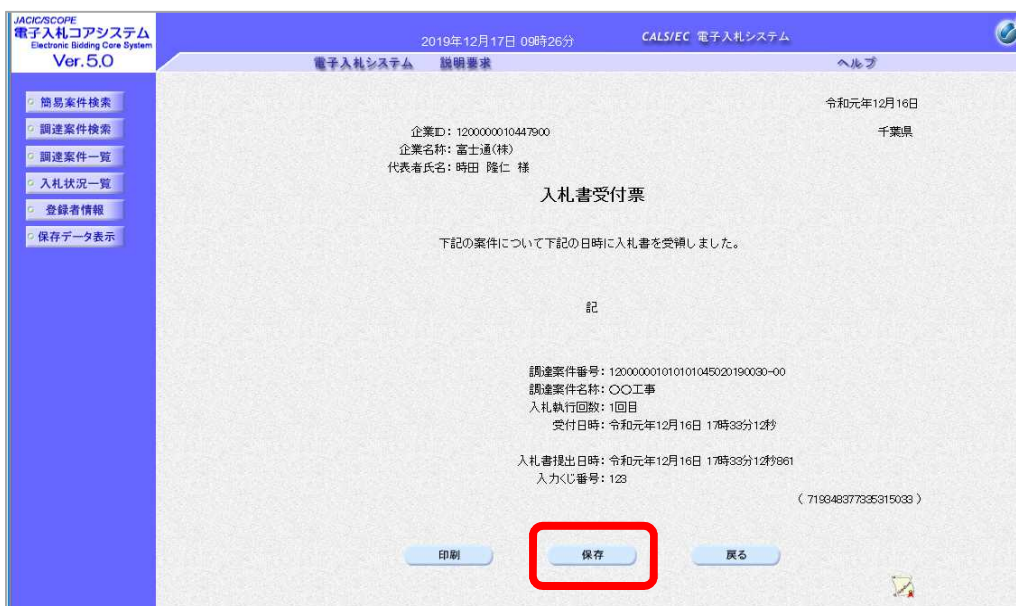 JACIC/SCOPE
電子入札コアシステム
Electronic Bidding Core System
Ver.5.0
2019年12月17日 09時26分
CALS/EC 電子入札システム
電子入札システム 説明要求
ヘルプ
簡易案件検索
調達案件検索
調達案件一覧
入札状況一覧
登録者情報
保存データ表示
令和元年12月16日
企業ID：1200000010447900
千葉県
企業名称：富士通(株)
代表者氏名：時田 隆仁 様
入札書受付票
下記の案件について下記の日時に入札書を受領しました。
記
調達案件名称：〇〇工事
入札執行回数：1回目
受付日時：令和元年12月16日 17時33分12秒
入札書提出日時：令和元年12月16日 17時33分12秒861
入力くじ番号：123
( 719348377335315033 )
印刷
保存
戻る